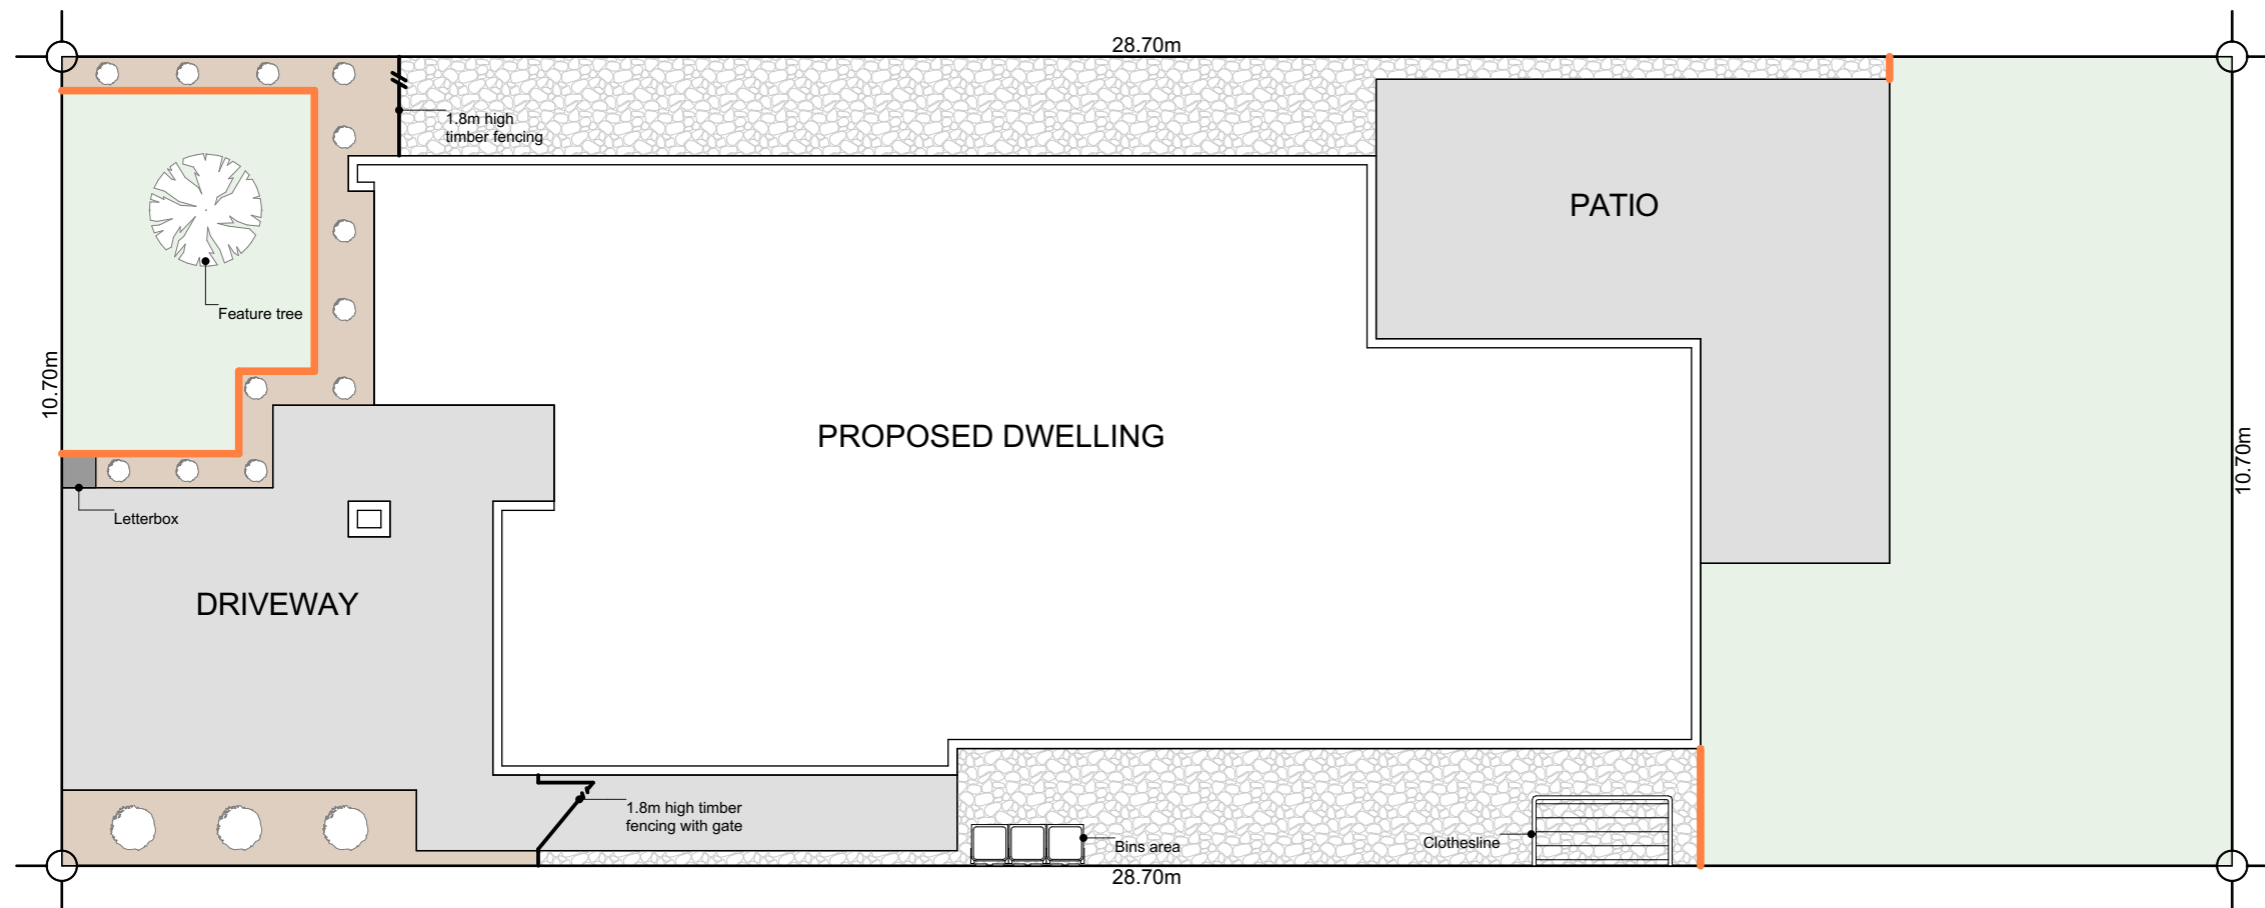 28.70m
1.8m high
timber fencing
PATIO
Feature tree
10.70m
PROPOSED DWELLING
10.70m
Letterbox
DRIVEWAY
1.8m high timber
fencing with gate
Bins area
Clothesline
28.70m